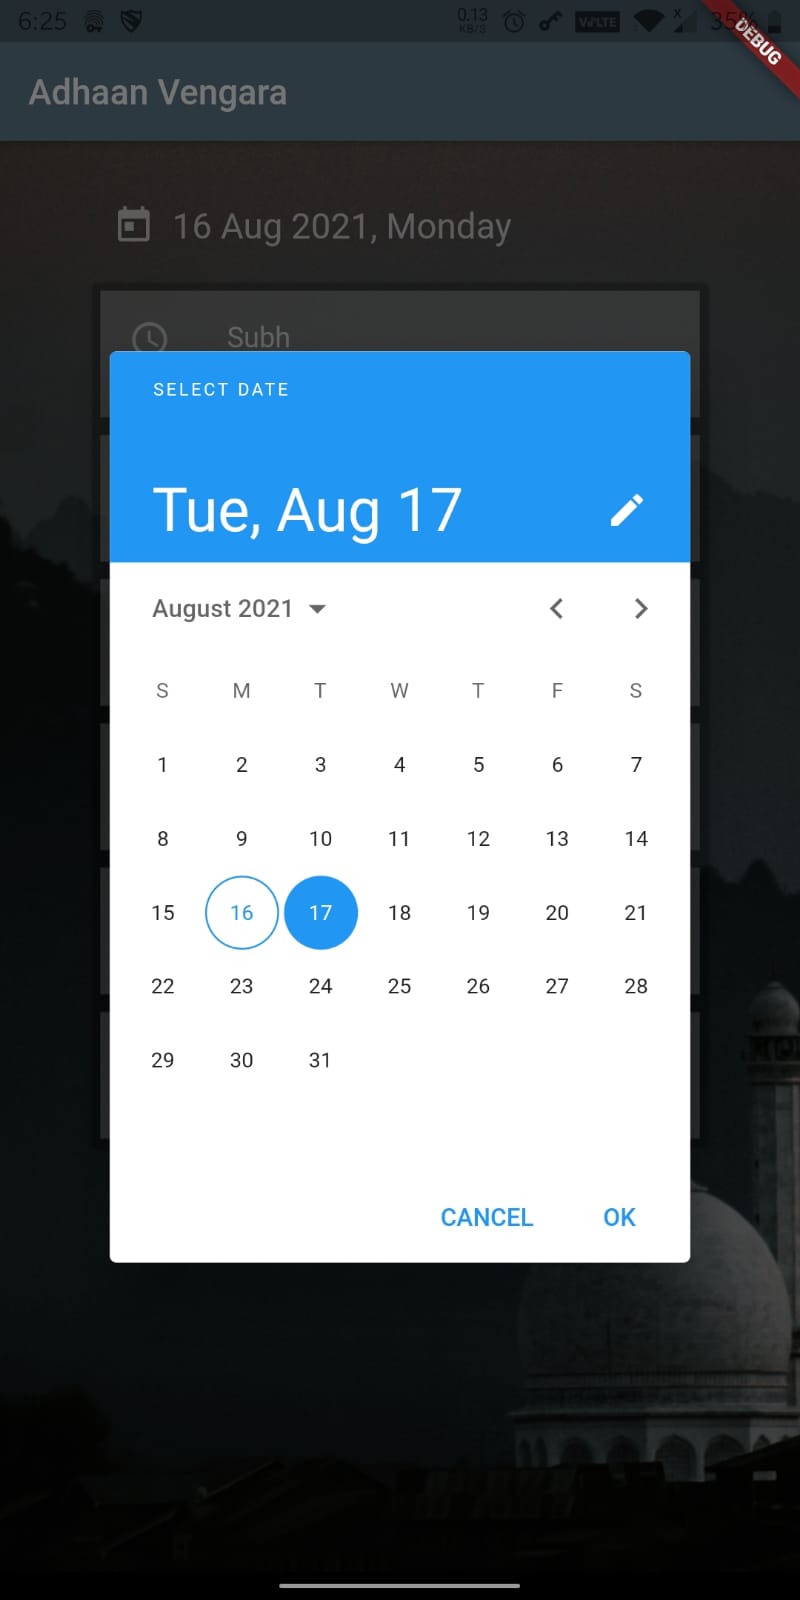 6:25 0.13 KB/S VoLTE 35%
DEBUG
Adhaan Vengara
16 Aug 2021, Monday
Subh
SELECT DATE
Tue, Aug 17
August 2021
S M T W T F S
1 2 3 4 5 6 7
8 9 10 11 12 13 14
15 16 17 18 19 20 21
22 23 24 25 26 27 28
29 30 31
CANCEL OK